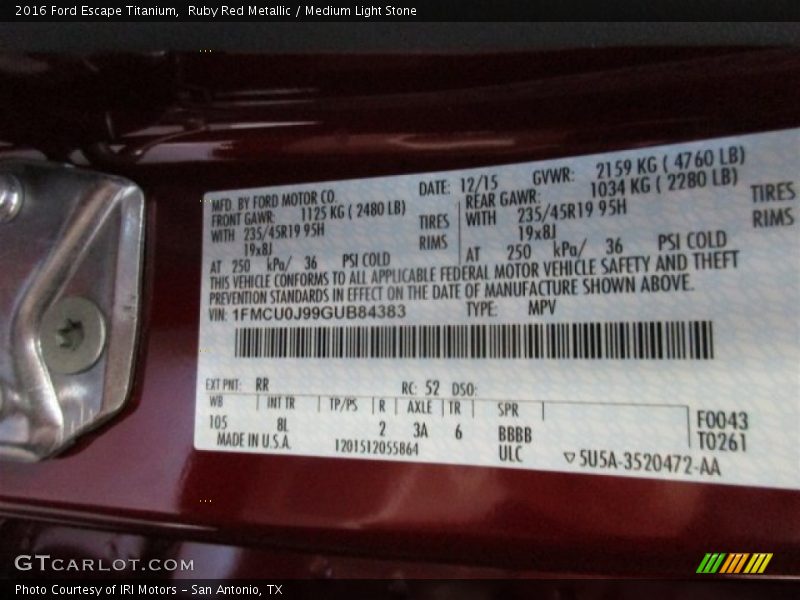 2016 Ford Escape Titanium,  Ruby Red Metallic / Medium Light Stone
MFD. BY FORD MOTOR CO. DATE: 12/15 GVWR: 2159 KG ( 4760 LB)
FRONT GAWR: 1125 KG ( 2480 LB) REAR GAWR: 1034 KG ( 2280 LB)
WITH 235/45R19 95H TIRES WITH 235/45R19 95H TIRES
19x8J RIMS 19x8J RIMS
AT 250 kPa/ 36 PSI COLD AT 250 kPa/ 36 PSI COLD
THIS VEHICLE CONFORMS TO ALL APPLICABLE FEDERAL MOTOR VEHICLE SAFETY AND THEFT
PREVENTION STANDARDS IN EFFECT ON THE DATE OF MANUFACTURE SHOWN ABOVE.
VIN: 1FMCU0J99GUB84383 TYPE: MPV
EXT PNT: RR RC: 52 DSO:
WB INT TR TP/PS R AXLE TR SPR
105 8L 2 3A 6 BBBB F0043
MADE IN U.S.A. 1201512055864 ULC T0261
▽5U5A-3520472-AA
GTCARLOT.COM
Photo Courtesy of IRI Motors – San Antonio, TX